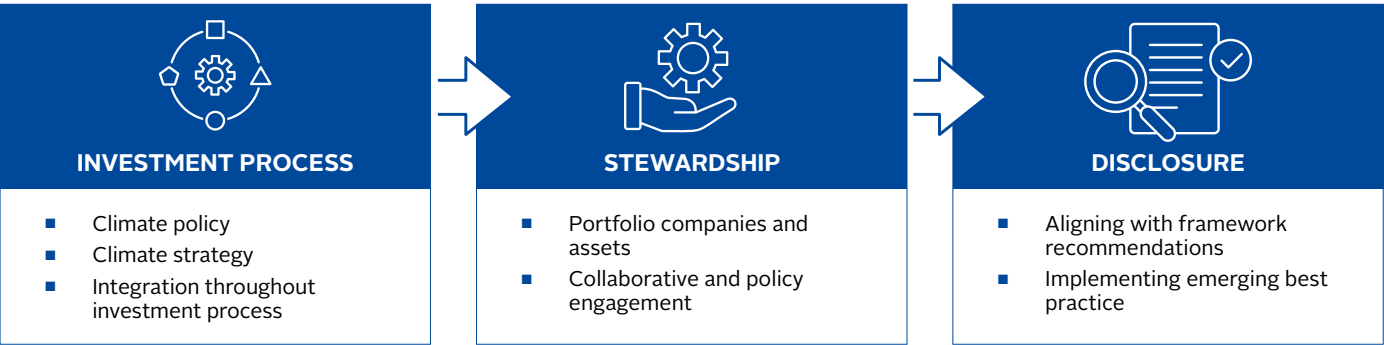 INVESTMENT PROCESS
Climate policy
Climate strategy
Integration throughout
investment process
STEWARDSHIP
Portfolio companies and
assets
Collaborative and policy
engagement
DISCLOSURE
Aligning with framework
recommendations
Implementing emerging best
practice